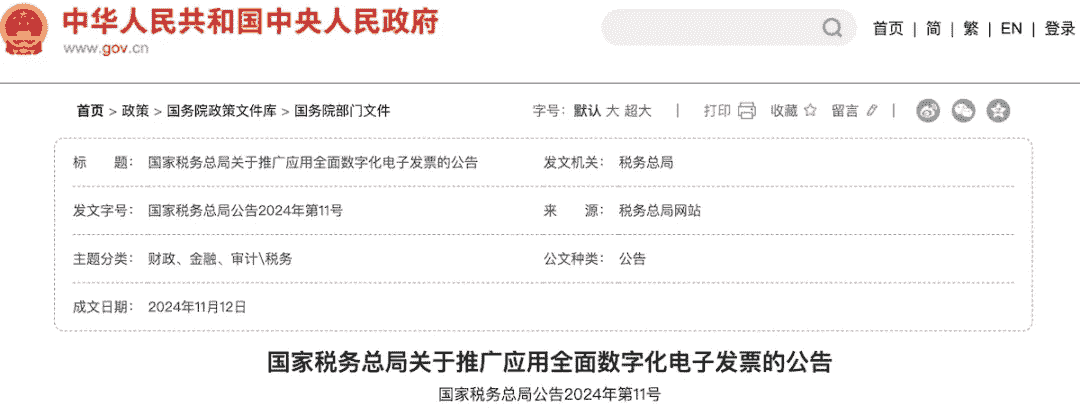 中华人民共和国中央人民政府
www.gov.cn
首页 | 简 | 繁 | EN | 登录
首页 > 政策 > 国务院政策文件库 > 国务院部门文件 字号：默认 大 超大 | 打印 收藏 留言 |
标 题： 国家税务总局关于推广应用全面数字化电子发票的公告 发文机关： 税务总局
发文字号： 国家税务总局公告2024年第11号 来 源： 税务总局网站
主题分类： 财政、金融、审计\税务 公文种类： 公告
成文日期： 2024年11月12日
国家税务总局关于推广应用全面数字化电子发票的公告
国家税务总局公告2024年第11号